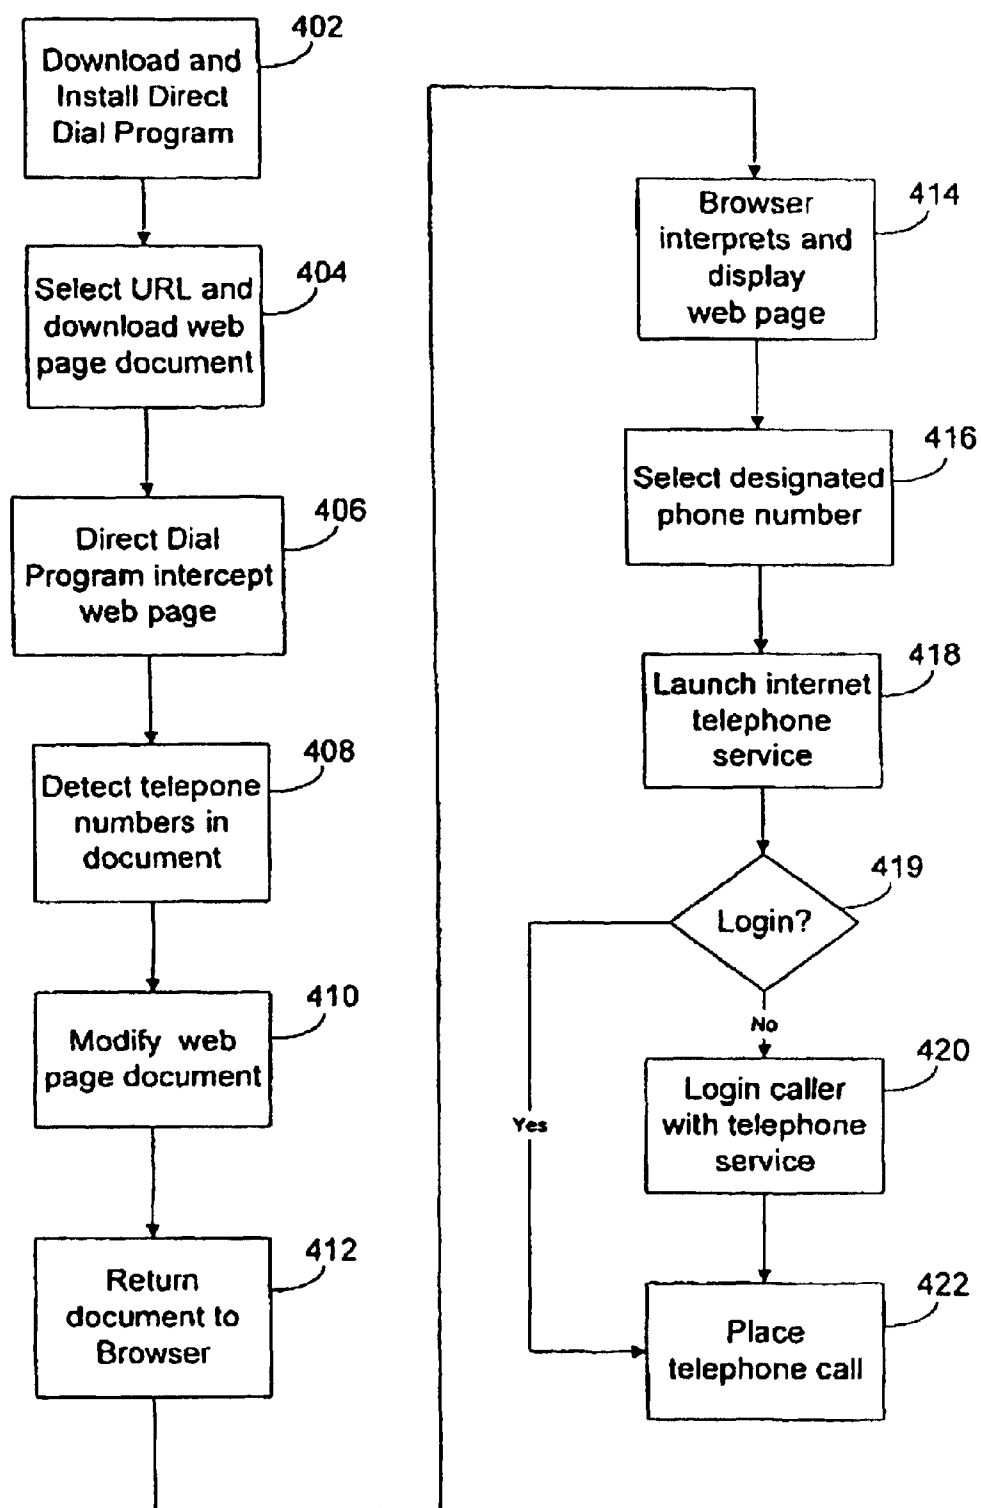 402
Download and
Install Direct
Dial Program
404
Select URL and
download web
page document
406
Direct Dial
Program intercept
web page
408
Detect telepone
numbers in
document
410
Modify web
page document
412
Return
document to
Browser
414
Browser
interprets and
display
web page
416
Select designated
phone number
418
Launch internet
telephone
service
419
Login?
No
Yes
420
Login caller
with telephone
service
422
Place
telephone call